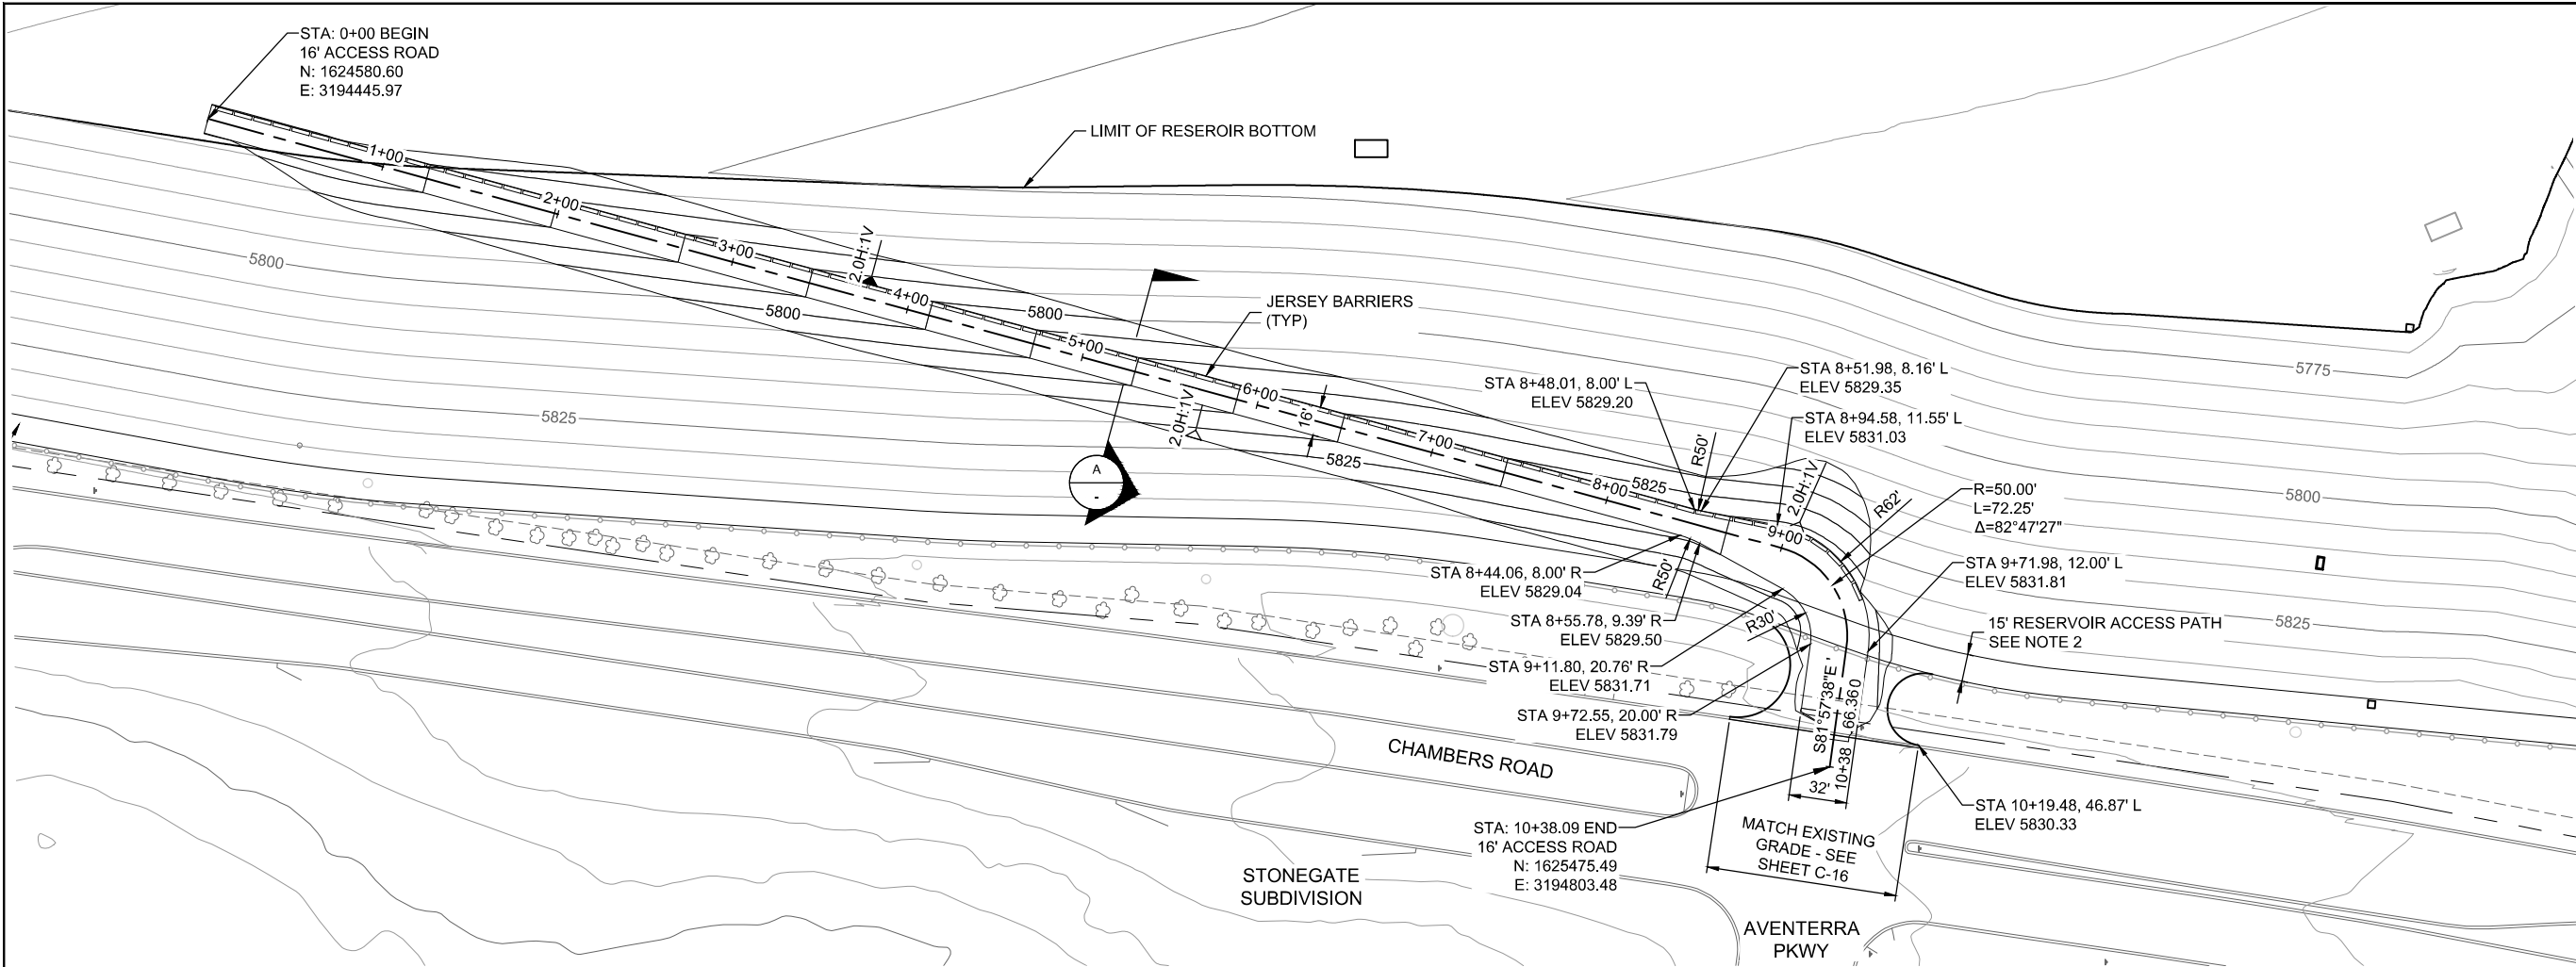 STA: 0+00 BEGIN
16' ACCESS ROAD
N: 1624580.60
E: 3194445.97
LIMIT OF RESEROIR BOTTOM
1+00
2+00
3+00
2.0H:1V
4+00
5800
5800
5800
JERSEY BARRIERS
(TYP)
5+00
6+00
2.0H:1V
16'
7+00
5825
5825
A
-
STA 8+48.01, 8.00' L
ELEV 5829.20
R50'
STA 8+51.98, 8.16' L
ELEV 5829.35
STA 8+94.58, 11.55' L
ELEV 5831.03
5775
8+00
5825
2.0H:1V
9+00
R62'
R=50.00'
L=72.25'
Δ=82°47'27"
5800
STA 9+71.98, 12.00' L
ELEV 5831.81
STA 8+44.06, 8.00' R
ELEV 5829.04
R50'
STA 8+55.78, 9.39' R
ELEV 5829.50
R30'
15' RESERVOIR ACCESS PATH
SEE NOTE 2
5825
STA 9+11.80, 20.76' R
ELEV 5831.71
STA 9+72.55, 20.00' R
ELEV 5831.79
S81°57'38"E
10+38 L-66.360
32'
CHAMBERS ROAD
STA 10+19.48, 46.87' L
ELEV 5830.33
STA: 10+38.09 END
16' ACCESS ROAD
N: 1625475.49
E: 3194803.48
MATCH EXISTING
GRADE - SEE
SHEET C-16
STONEGATE
SUBDIVISION
AVENTERRA
PKWY